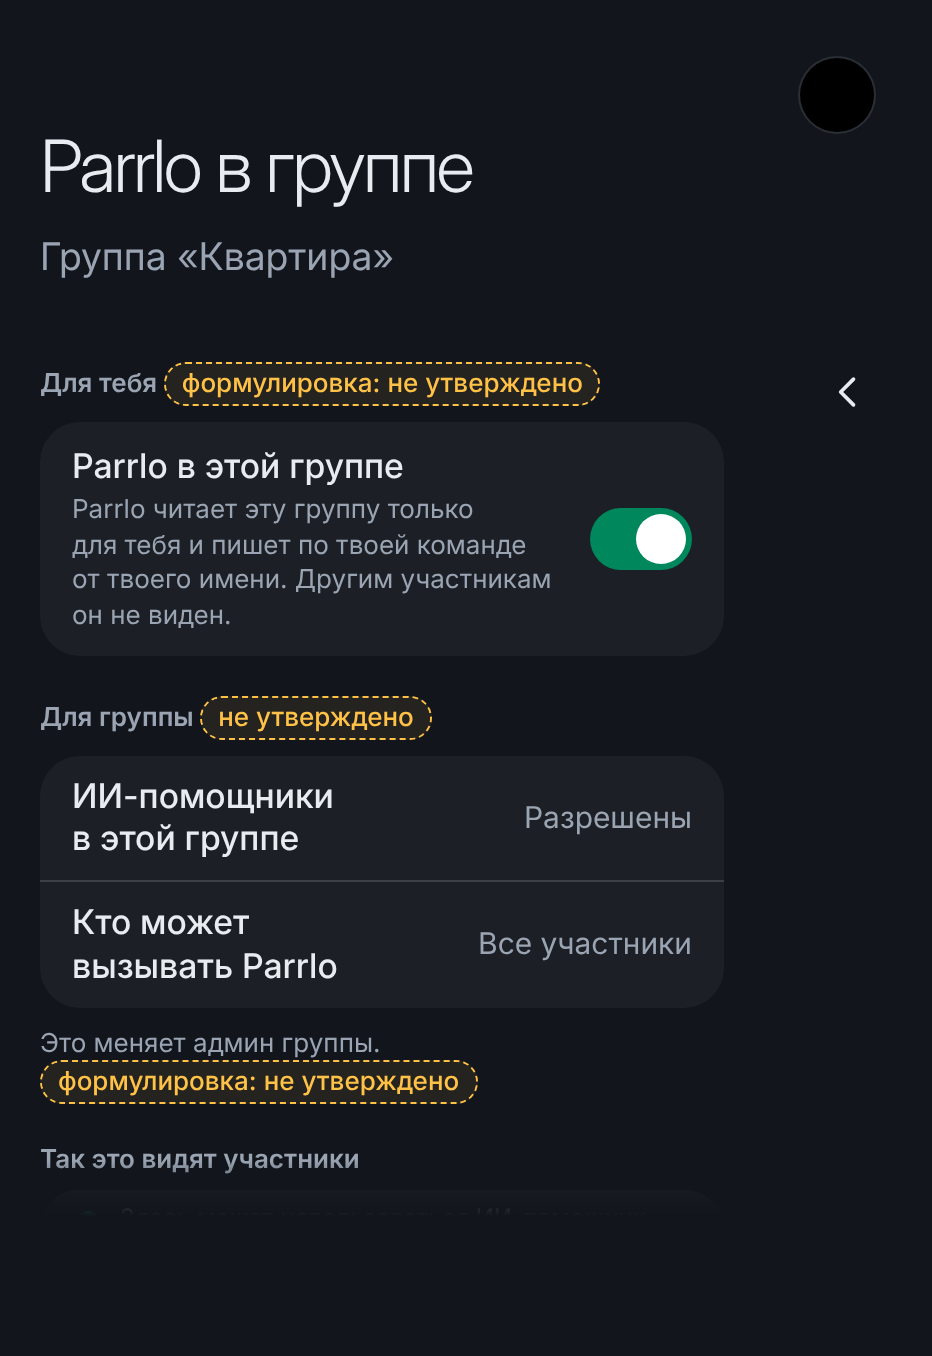 Parrlo в группе
Группа «Квартира»
Для тебя формулировка: не утверждено
Parrlo в этой группе
Parrlo читает эту группу только
для тебя и пишет по твоей команде
от твоего имени. Другим участникам
он не виден.
Для группы не утверждено
ИИ-помощники
в этой группе
Разрешены
Кто может
вызывать Parrlo
Все участники
Это меняет админ группы.
формулировка: не утверждено
Так это видят участники